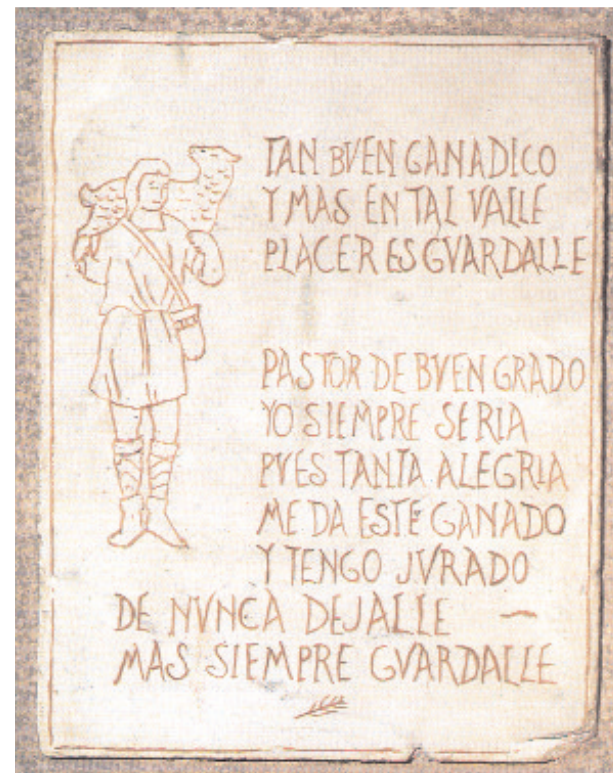 TAN BVEN GANADICO
Y MAS EN TAL VALLE
PLACER ES GVARDALLE
PASTOR DE BVEN GRADO
YO SIEMPRE SERIA
PVES TANTA ALEGRIA
ME DA ESTE GANADO
Y TENGO JVRADO
DE NVNCA DEJALLE
MAS SIEMPRE GVARDALLE